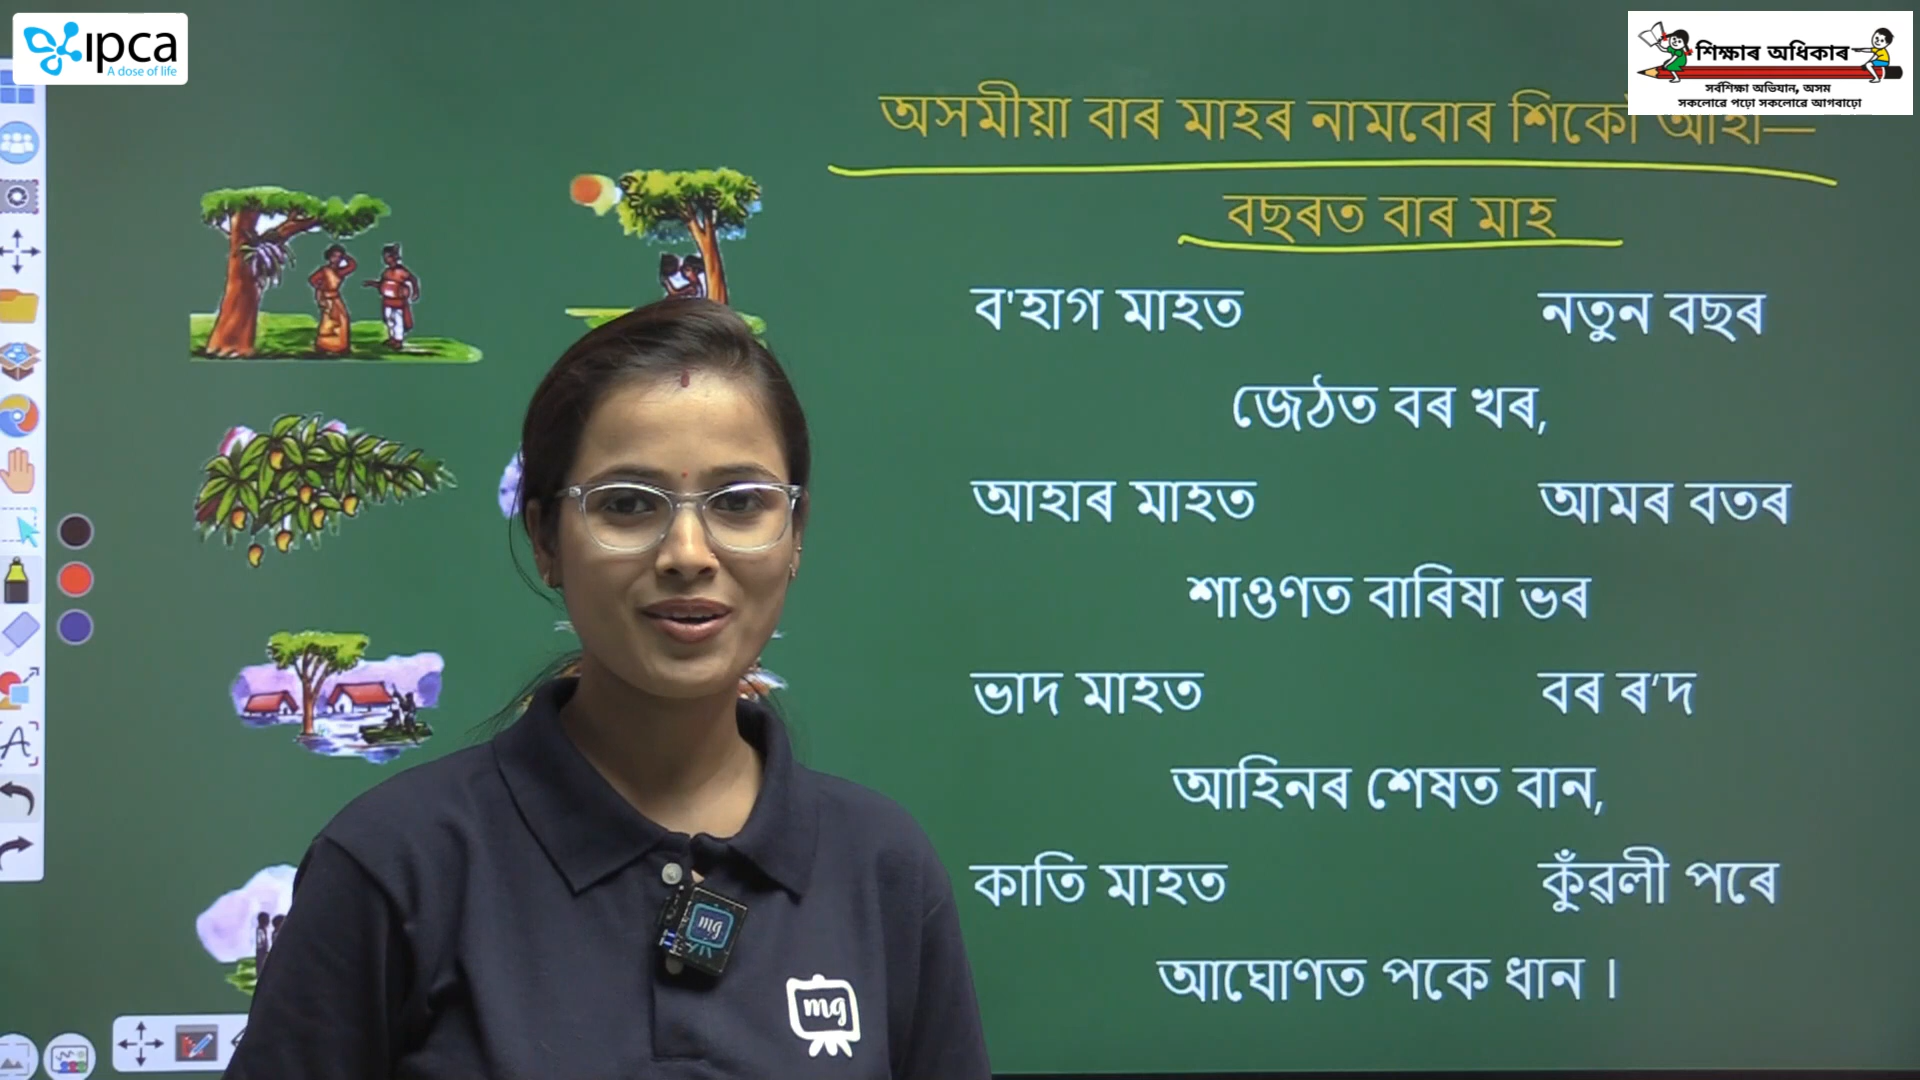 ipca
A dose of life
শিক্ষাৰ অধিকাৰ
সৰ্বশিক্ষা অভিযান, অসম
সকলোৱে পঢ়ো সকলোৱে আগবাঢ়ো
অসমীয়া বাৰ মাহৰ নামবোৰ শিকোঁ আহা—
বছৰত বাৰ মাহ
ব'হাগ মাহত নতুন বছৰ
জেঠত বৰ খৰ,
আহাৰ মাহত আমৰ বতৰ
শাওণত বাৰিষা ভৰ
ভাদ মাহত বৰ ৰ'দ
আহিনৰ শেষত বান,
কাতি মাহত কুঁৱলী পৰে
আঘোণত পকে ধান ।
mg
mg